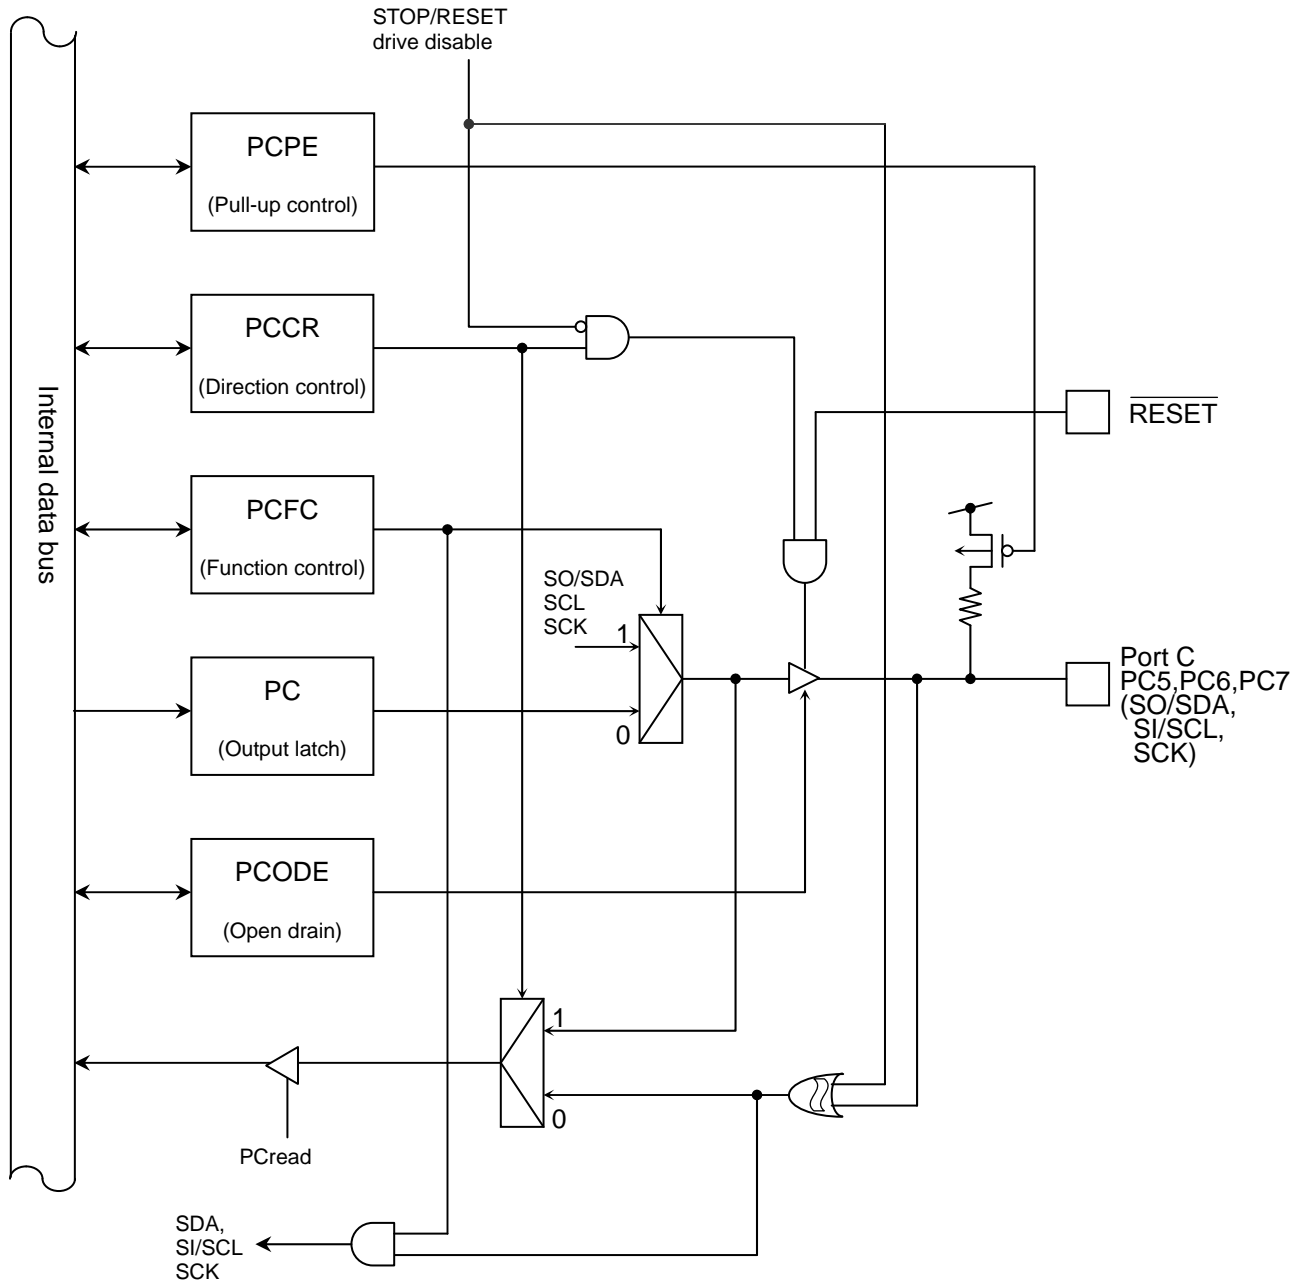 STOP/RESET
drive disable
PCPE
(Pull-up control)
PCCR
(Direction control)
RESET
Internal data bus
PCFC
(Function control)
SO/SDA
SCL
SCK
1
0
PC
(Output latch)
Port C
PC5,PC6,PC7
(SO/SDA,
SI/SCL,
SCK)
PCODE
(Open drain)
1
0
PCread
SDA,
SI/SCL
SCK